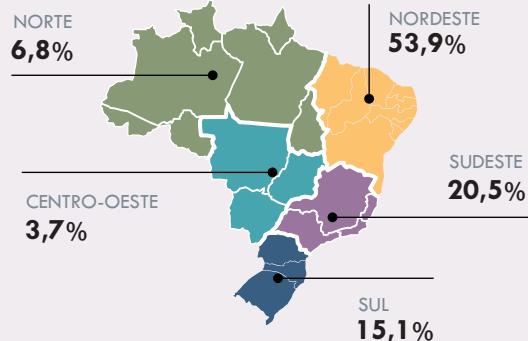 NORTE
6,8%
NORDESTE
53,9%
SUDESTE
20,5%
CENTRO-OESTE
3,7%
SUL
15,1%